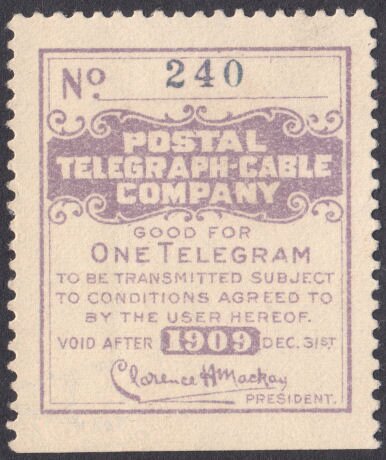 No. 240
POSTAL
TELEGRAPH-CABLE
COMPANY
GOOD FOR
ONE TELEGRAM
TO BE TRANSMITTED SUBJECT
TO CONDITIONS AGREED TO
BY THE USER HEREOF.
VOID AFTER 1909 DEC. 31ST
Clarence H Mackay
PRESIDENT.